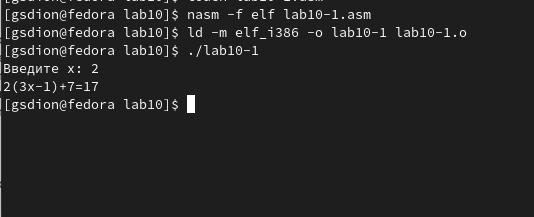 [gsdion@fedora lab10]$ nasm -f elf lab10-1.asm
[gsdion@fedora lab10]$ ld -m elf_i386 -o lab10-1 lab10-1.o
[gsdion@fedora lab10]$ ./lab10-1
Введите x: 2
2(3x-1)+7=17
[gsdion@fedora lab10]$